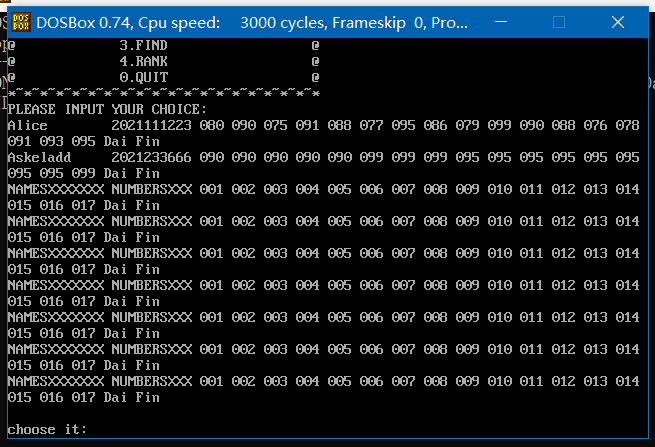 DOSBox 0.74, Cpu speed: 3000 cycles, Frameskip 0, Pro...
@ 3.FIND @
@ 4.RANK @
@ 0.QUIT @
*~*~*~*~*~*~*~*~*~*~*~*~*~*~*~*~*~*~*~*
PLEASE INPUT YOUR CHOICE:
Alice 2021111223 080 090 075 091 088 077 095 086 079 099 090 088 076 078
091 093 095 Dai Fin
Askeladd 2021233666 090 090 090 090 090 099 099 099 095 095 095 095 095 095
095 095 099 Dai Fin
NAMESXXXXXXX NUMBERSXXX 001 002 003 004 005 006 007 008 009 010 011 012 013 014
015 016 017 Dai Fin
NAMESXXXXXXX NUMBERSXXX 001 002 003 004 005 006 007 008 009 010 011 012 013 014
015 016 017 Dai Fin
NAMESXXXXXXX NUMBERSXXX 001 002 003 004 005 006 007 008 009 010 011 012 013 014
015 016 017 Dai Fin
NAMESXXXXXXX NUMBERSXXX 001 002 003 004 005 006 007 008 009 010 011 012 013 014
015 016 017 Dai Fin
NAMESXXXXXXX NUMBERSXXX 001 002 003 004 005 006 007 008 009 010 011 012 013 014
015 016 017 Dai Fin
NAMESXXXXXXX NUMBERSXXX 001 002 003 004 005 006 007 008 009 010 011 012 013 014
015 016 017 Dai Fin
NAMESXXXXXXX NUMBERSXXX 001 002 003 004 005 006 007 008 009 010 011 012 013 014
015 016 017 Dai Fin
choose it: